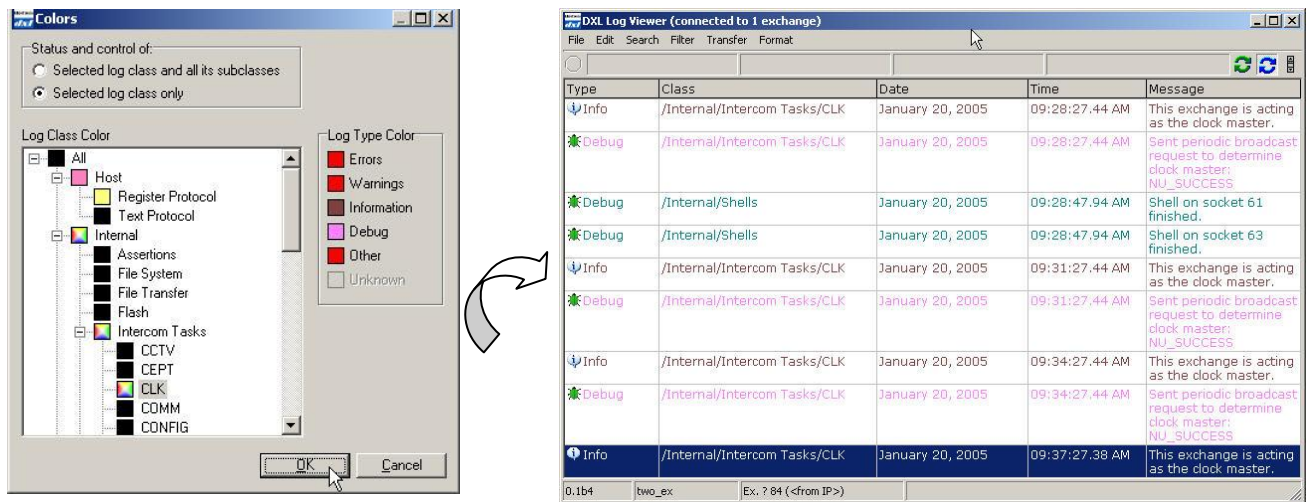 Colors
Status and control of:
Selected log class and all its subclasses
Selected log class only
Log Class Color
All
Host
Register Protocol
Text Protocol
Internal
Assertions
File System
File Transfer
Flash
Intercom Tasks
CCTV
CEPT
CLK
COMM
CONFIG
Log Type Color
Errors
Warnings
Information
Debug
Other
Unknown
OK Cancel
DXL Log Viewer (connected to 1 exchange)
File Edit Search Filter Transfer Format
Type Class Date Time Message
Info /Internal/Intercom Tasks/CLK January 20, 2005 09:28:27.44 AM This exchange is acting
as the clock master.
Debug /Internal/Intercom Tasks/CLK January 20, 2005 09:28:27.44 AM Sent periodic broadcast
request to determine
clock master:
NU_SUCCESS
Debug /Internal/Shells January 20, 2005 09:28:47.94 AM Shell on socket 61
finished.
Debug /Internal/Shells January 20, 2005 09:28:47.94 AM Shell on socket 63
finished.
Info /Internal/Intercom Tasks/CLK January 20, 2005 09:31:27.44 AM This exchange is acting
as the clock master.
Debug /Internal/Intercom Tasks/CLK January 20, 2005 09:31:27.44 AM Sent periodic broadcast
request to determine
clock master:
NU_SUCCESS
Info /Internal/Intercom Tasks/CLK January 20, 2005 09:34:27.44 AM This exchange is acting
as the clock master.
Debug /Internal/Intercom Tasks/CLK January 20, 2005 09:34:27.44 AM Sent periodic broadcast
request to determine
clock master:
NU_SUCCESS
Info /Internal/Intercom Tasks/CLK January 20, 2005 09:37:27.38 AM This exchange is acting
as the clock master.
0.1b4 two_ex Ex. ? 84 (<from IP>)